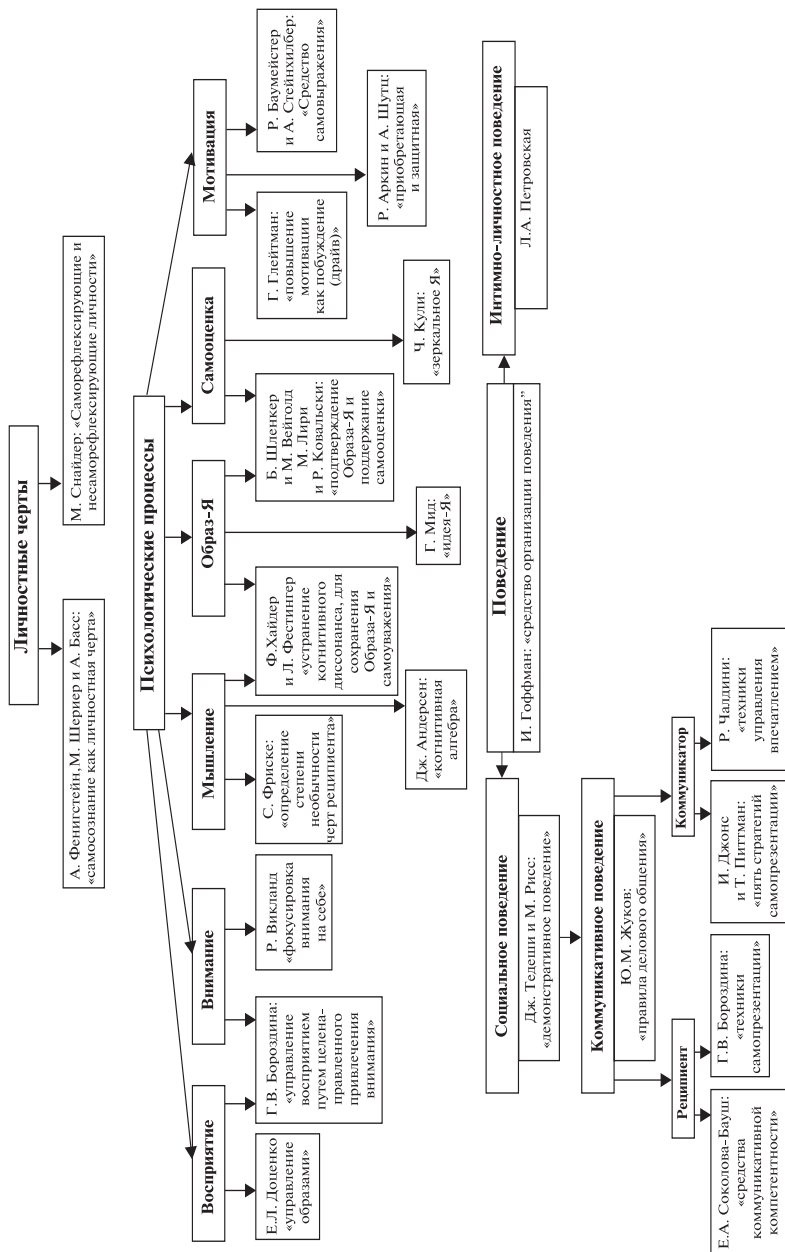 Личностные черты
А. Фенигстейн, М. Шериер и А. Басс:
«самосознание как личностная черта»
М. Снайдер: «Саморефлексирующие и
несаморефлексирующие личности»
Психологические процессы
Восприятие
Внимание
Мышление
Образ–Я
Самооценка
Мотивация
Е.Л. Доценко
«управление
образами»
Г.В. Бороздина:
«управление
восприятием
путем целена-
правленного
привлечения
внимания»
Р. Викланд
«фокусировка
внимания
на себе»
С. Фриске:
«определение
степени
необычности
черт реципиента»
Дж. Андерсен:
«когнитивная
алгебра»
Ф.Хайдер
и Л. Фестингер
«устранение
когнитивного
диссонанса, для
сохранения
Образа-Я и
самоуважения»
Г. Мид:
«идея-Я»
Б. Шленкер
и М. Вейголд
М. Лири
и Р. Ковальски:
«подтверждение
Образа–Я и
поддержание
самооценки»
Ч. Кули:
«зеркальное Я»
Г. Глейтман:
«повышение
мотивации
как побуждение
(драйв)»
Р. Аркин и А. Шутц:
«приобретающая
и защитная»
Р. Баумейстер
и А. Стейнхилбер:
«Средство
самовыражения»
Поведение
И. Гоффман: “средство организации поведения”
Социальное поведение
Дж. Тедеши и М. Рисс:
«демонстративное поведение»
Интимно-личностное поведение
Л.А. Петровская
Коммуникативное поведение
Ю.М. Жуков:
«правила делового общения»
Реципиент
Коммуникатор
Е.А. Соколова-Бауш:
«средства
коммуникативной
компетентности»
Г.В. Бороздина:
«техники
самопрезентации»
И. Джонс
и Т. Питтман:
«пять стратегий
самопрезентации»
Р. Чалдини:
«техники
управления
впечатлением»